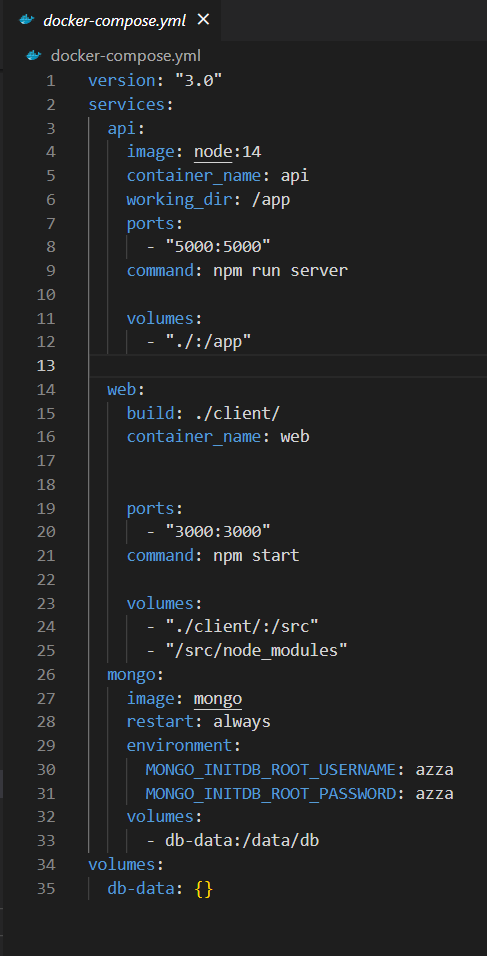 docker-compose.yml ✕
docker-compose.yml
1 version: "3.0"
2 services:
3   api:
4     image: node:14
5     container_name: api
6     working_dir: /app
7     ports:
8       - "5000:5000"
9     command: npm run server
10
11     volumes:
12       - "./:/app"
13
14   web:
15     build: ./client/
16     container_name: web
17
18
19     ports:
20       - "3000:3000"
21     command: npm start
22
23     volumes:
24       - "./client/:/src"
25       - "/src/node_modules"
26   mongo:
27     image: mongo
28     restart: always
29     environment:
30       MONGO_INITDB_ROOT_USERNAME: azza
31       MONGO_INITDB_ROOT_PASSWORD: azza
32     volumes:
33       - db-data:/data/db
34 volumes:
35   db-data: {}